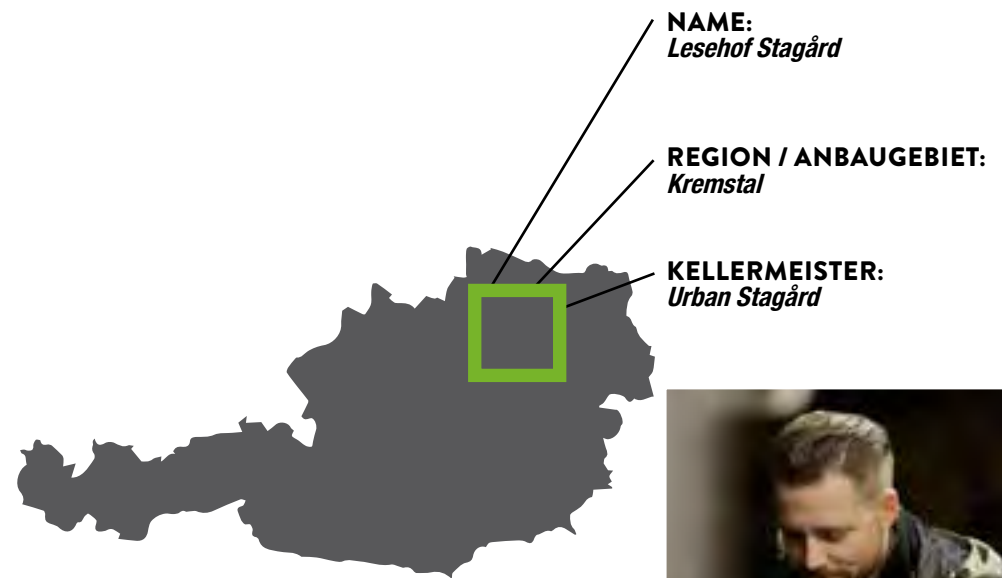 NAME:
Lesehof Stagård
REGION / ANBAUGEBIET:
Kremstal
KELLERMEISTER:
Urban Stagård